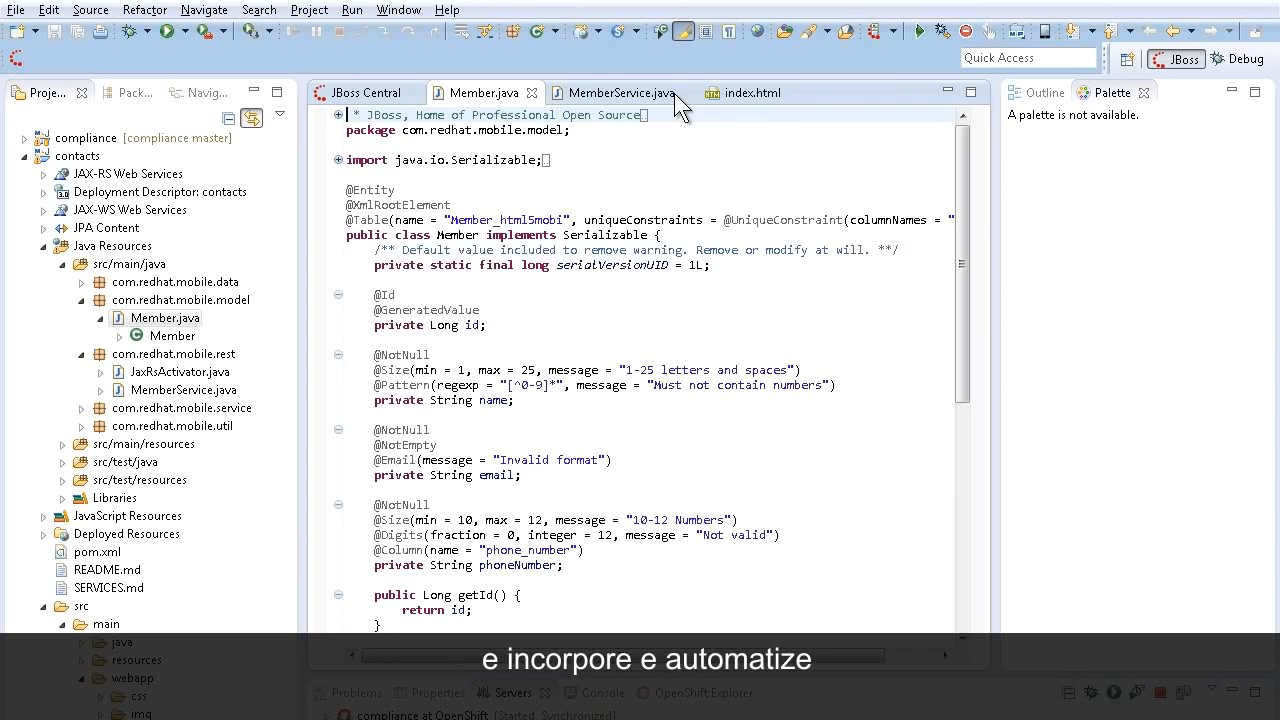 File Edit Source Refactor Navigate Search Project Run Window Help
Quick Access
JBoss
Debug
Proje...
Pack...
Navig...
compliance [compliance master]
contacts
JAX-RS Web Services
Deployment Descriptor: contacts
JAX-WS Web Services
JPA Content
Java Resources
src/main/java
com.redhat.mobile.data
com.redhat.mobile.model
Member.java
Member
com.redhat.mobile.rest
JaxRsActivator.java
MemberService.java
com.redhat.mobile.service
com.redhat.mobile.util
src/main/resources
src/test/java
src/test/resources
Libraries
JavaScript Resources
Deployed Resources
pom.xml
README.md
SERVICES.md
src
main
java
resources
webapp
css
img
JBoss Central
Member.java
MemberService.java
index.html
* JBoss, Home of Professional Open Source
package com.redhat.mobile.model;
import java.io.Serializable;
@Entity
@XmlRootElement
@Table(name = "Member_html5mobi", uniqueConstraints = @UniqueConstraint(columnNames = "
public class Member implements Serializable {
/** Default value included to remove warning. Remove or modify at will. **/
private static final long serialVersionUID = 1L;
@Id
@GeneratedValue
private Long id;
@NotNull
@Size(min = 1, max = 25, message = "1-25 letters and spaces")
@Pattern(regexp = "[^0-9]*", message = "Must not contain numbers")
private String name;
@NotNull
@NotEmpty
@Email(message = "Invalid format")
private String email;
@NotNull
@Size(min = 10, max = 12, message = "10-12 Numbers")
@Digits(fraction = 0, integer = 12, message = "Not valid")
@Column(name = "phone_number")
private String phoneNumber;
public Long getId() {
return id;
}
Outline
Palette
A palette is not available.
Problems
Properties
Servers
Console
OpenShift Explorer
compliance at OpenShift [Started, Synchronized]
e incorpore e automatize